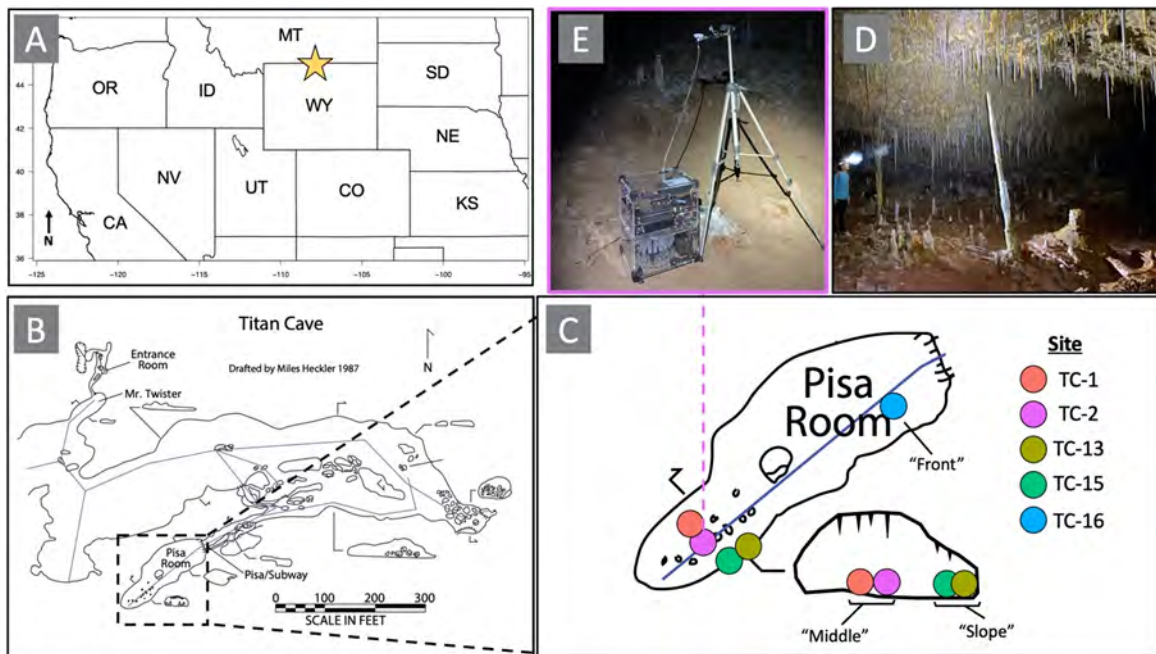 A
MT
OR
ID
SD
WY
NE
NV
UT
CO
KS
CA
N
44
42
40
38
36
−125
−120
−115
−110
−105
−100
−95
E
D
B
Titan Cave
Entrance
Room
Drafted by Miles Heckler 1987
N
Mr. Twister
Pisa
Room
Pisa/Subway
0
100
200
300
SCALE IN FEET
C
Pisa
Room
"Front"
"Middle"
"Slope"
Site
TC-1
TC-2
TC-13
TC-15
TC-16